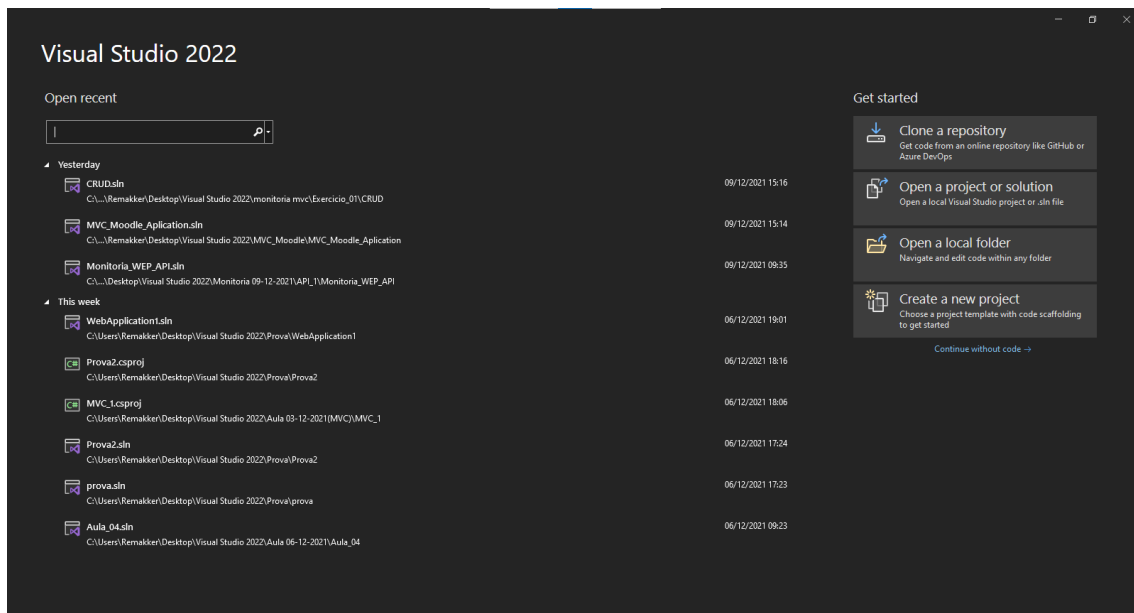 Visual Studio 2022
Open recent
Yesterday
CRUD.sln 09/12/2021 15:16
C:\...\Remakker\Desktop\Visual Studio 2022\monitoria mvc\Exercicio_01\CRUD
MVC_Moodle_Aplication.sln 09/12/2021 15:14
C:\...\Remakker\Desktop\Visual Studio 2022\MVC_Moodle\MVC_Moodle_Aplication
Monitoria_WEP_API.sln 09/12/2021 09:35
C:\...\Desktop\Visual Studio 2022\Monitoria 09-12-2021\API_1\Monitoria_WEP_API
This week
WebApplication1.sln 06/12/2021 19:01
C:\Users\Remakker\Desktop\Visual Studio 2022\Prova\WebApplication1
Prova2.csproj 06/12/2021 18:16
C:\Users\Remakker\Desktop\Visual Studio 2022\Prova\Prova2
MVC_1.csproj 06/12/2021 18:06
C:\Users\Remakker\Desktop\Visual Studio 2022\Aula 03-12-2021(MVC)\MVC_1
Prova2.sln 06/12/2021 17:24
C:\Users\Remakker\Desktop\Visual Studio 2022\Prova\Prova2
prova.sln 06/12/2021 17:23
C:\Users\Remakker\Desktop\Visual Studio 2022\Prova\prova
Aula_04.sln 06/12/2021 09:23
C:\Users\Remakker\Desktop\Visual Studio 2022\Aula 06-12-2021\Aula_04
Get started
Clone a repository
Get code from an online repository like GitHub or
Azure DevOps
Open a project or solution
Open a local Visual Studio project or .sln file
Open a local folder
Navigate and edit code within any folder
Create a new project
Choose a project template with code scaffolding
to get started
Continue without code →